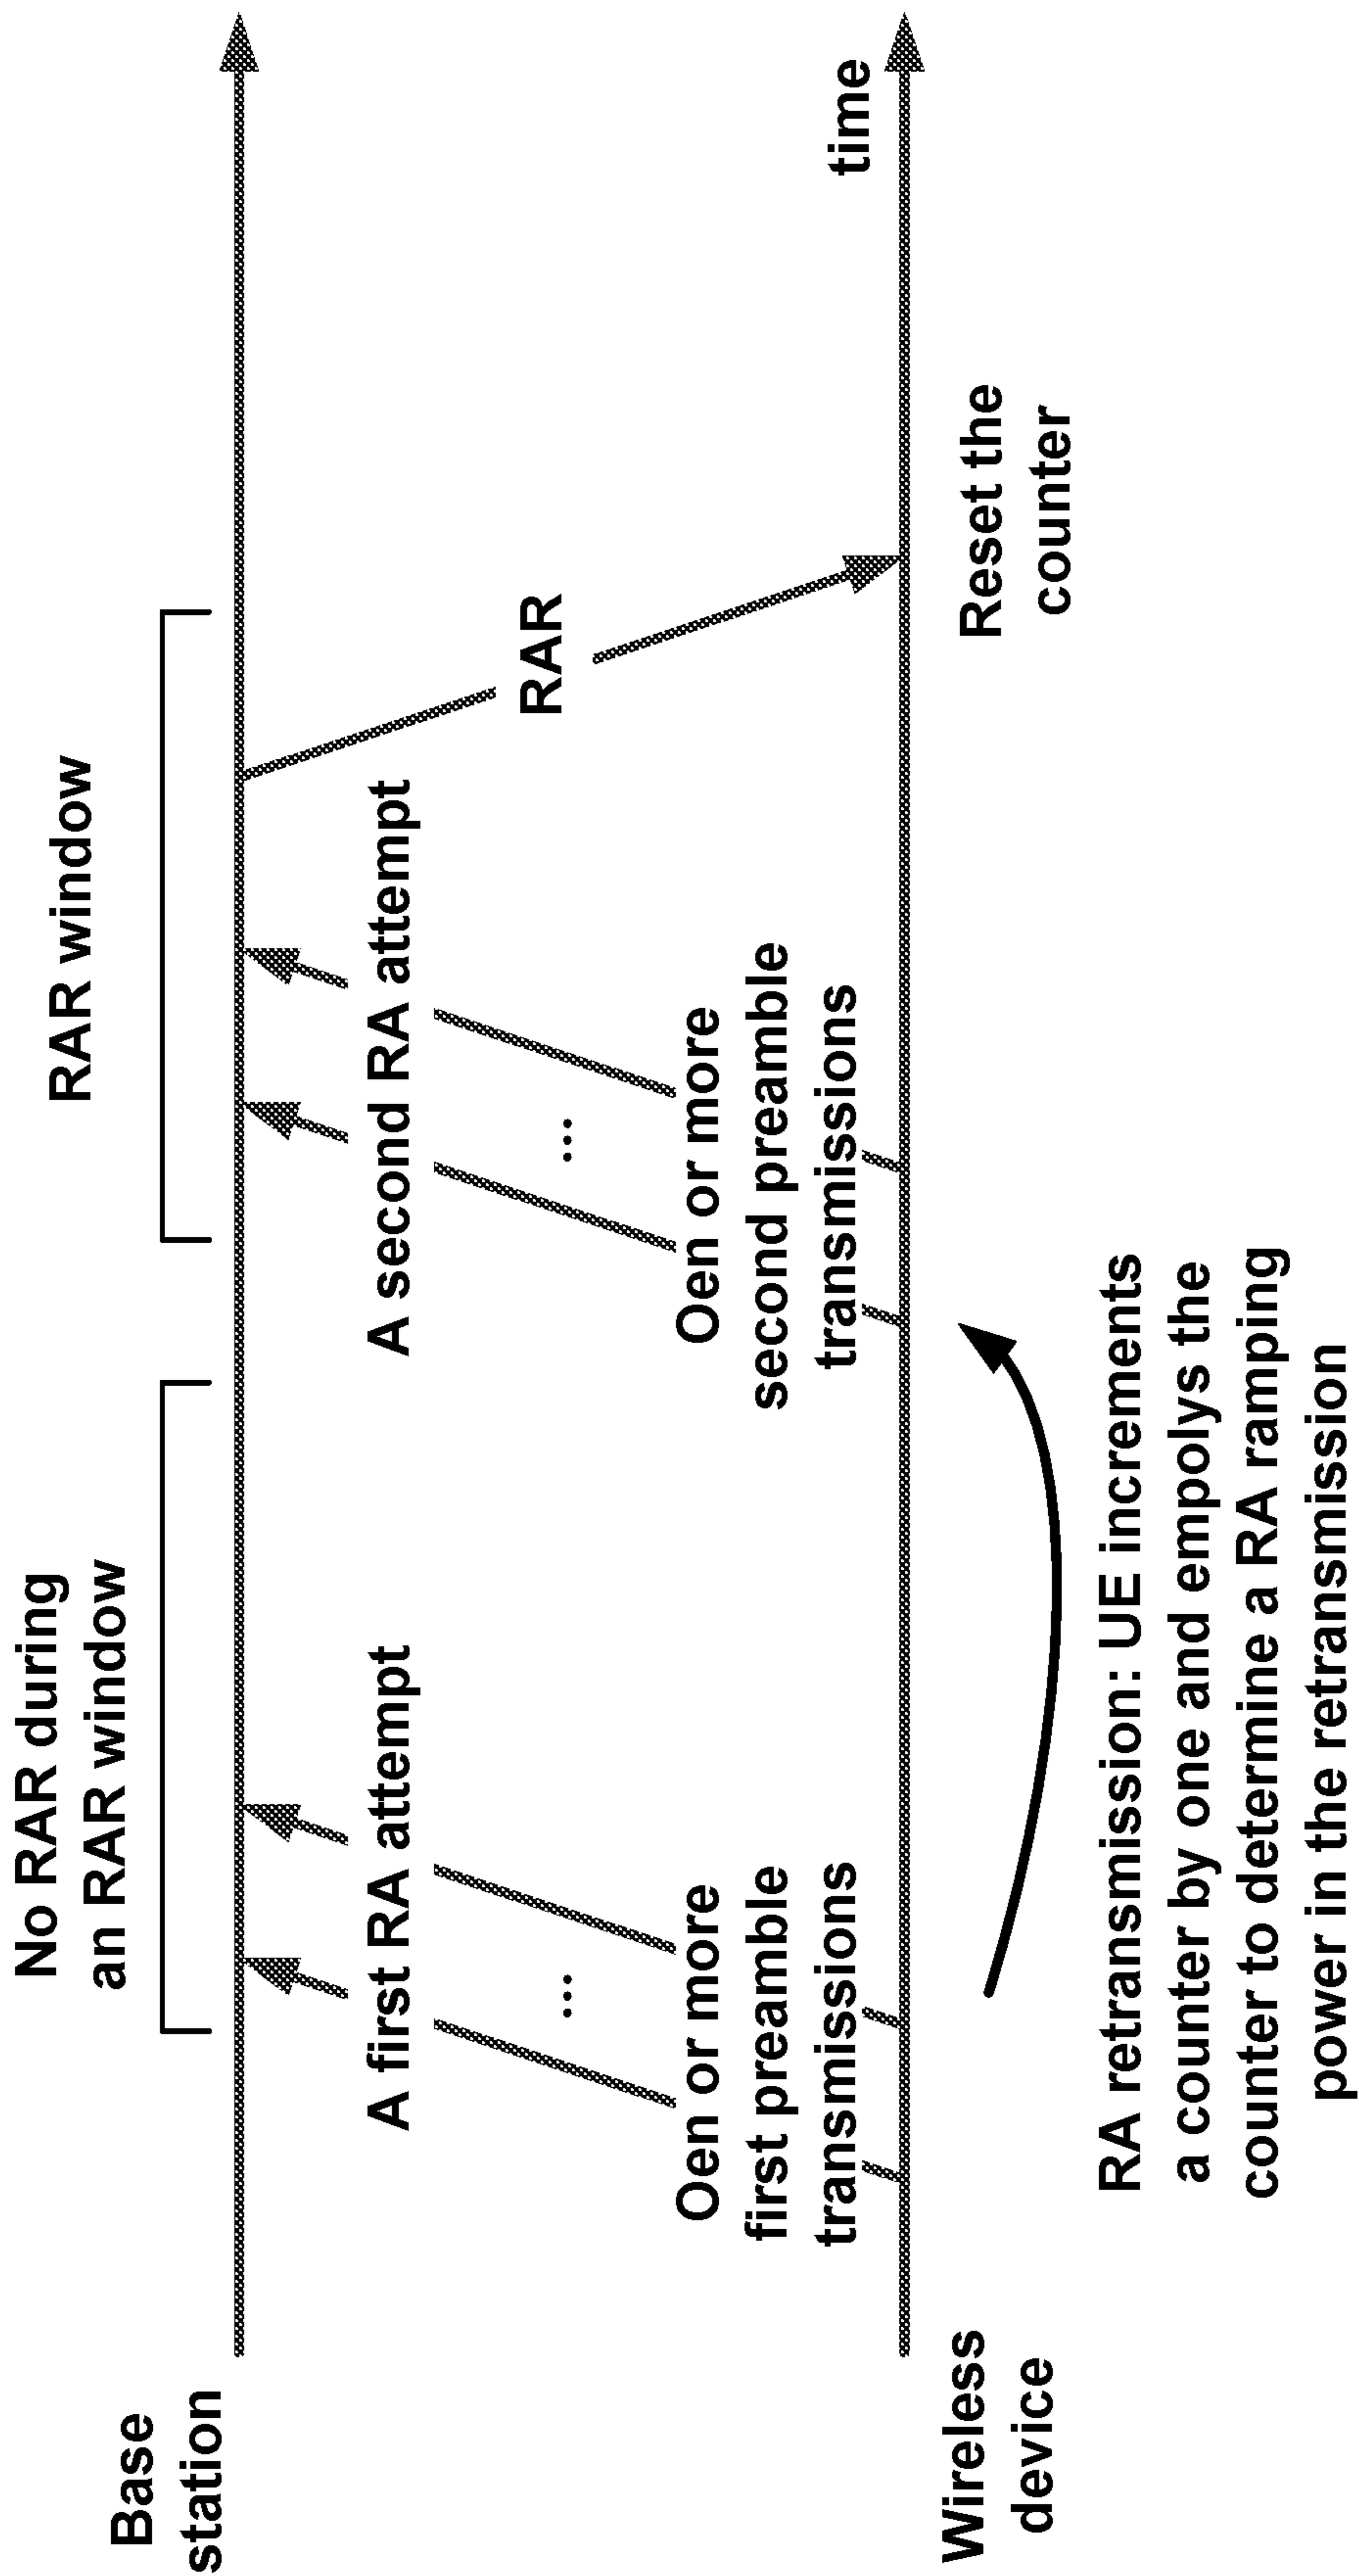 No RAR during
an RAR window
RAR window
Base
station
A first RA attempt
A second RA attempt
...
...
RAR
Oen or more
first preamble
transmissions
Oen or more
second preamble
transmissions
time
Wireless
device
Reset the
counter
RA retransmission: UE increments
a counter by one and empolys the
counter to determine a RA ramping
power in the retransmission